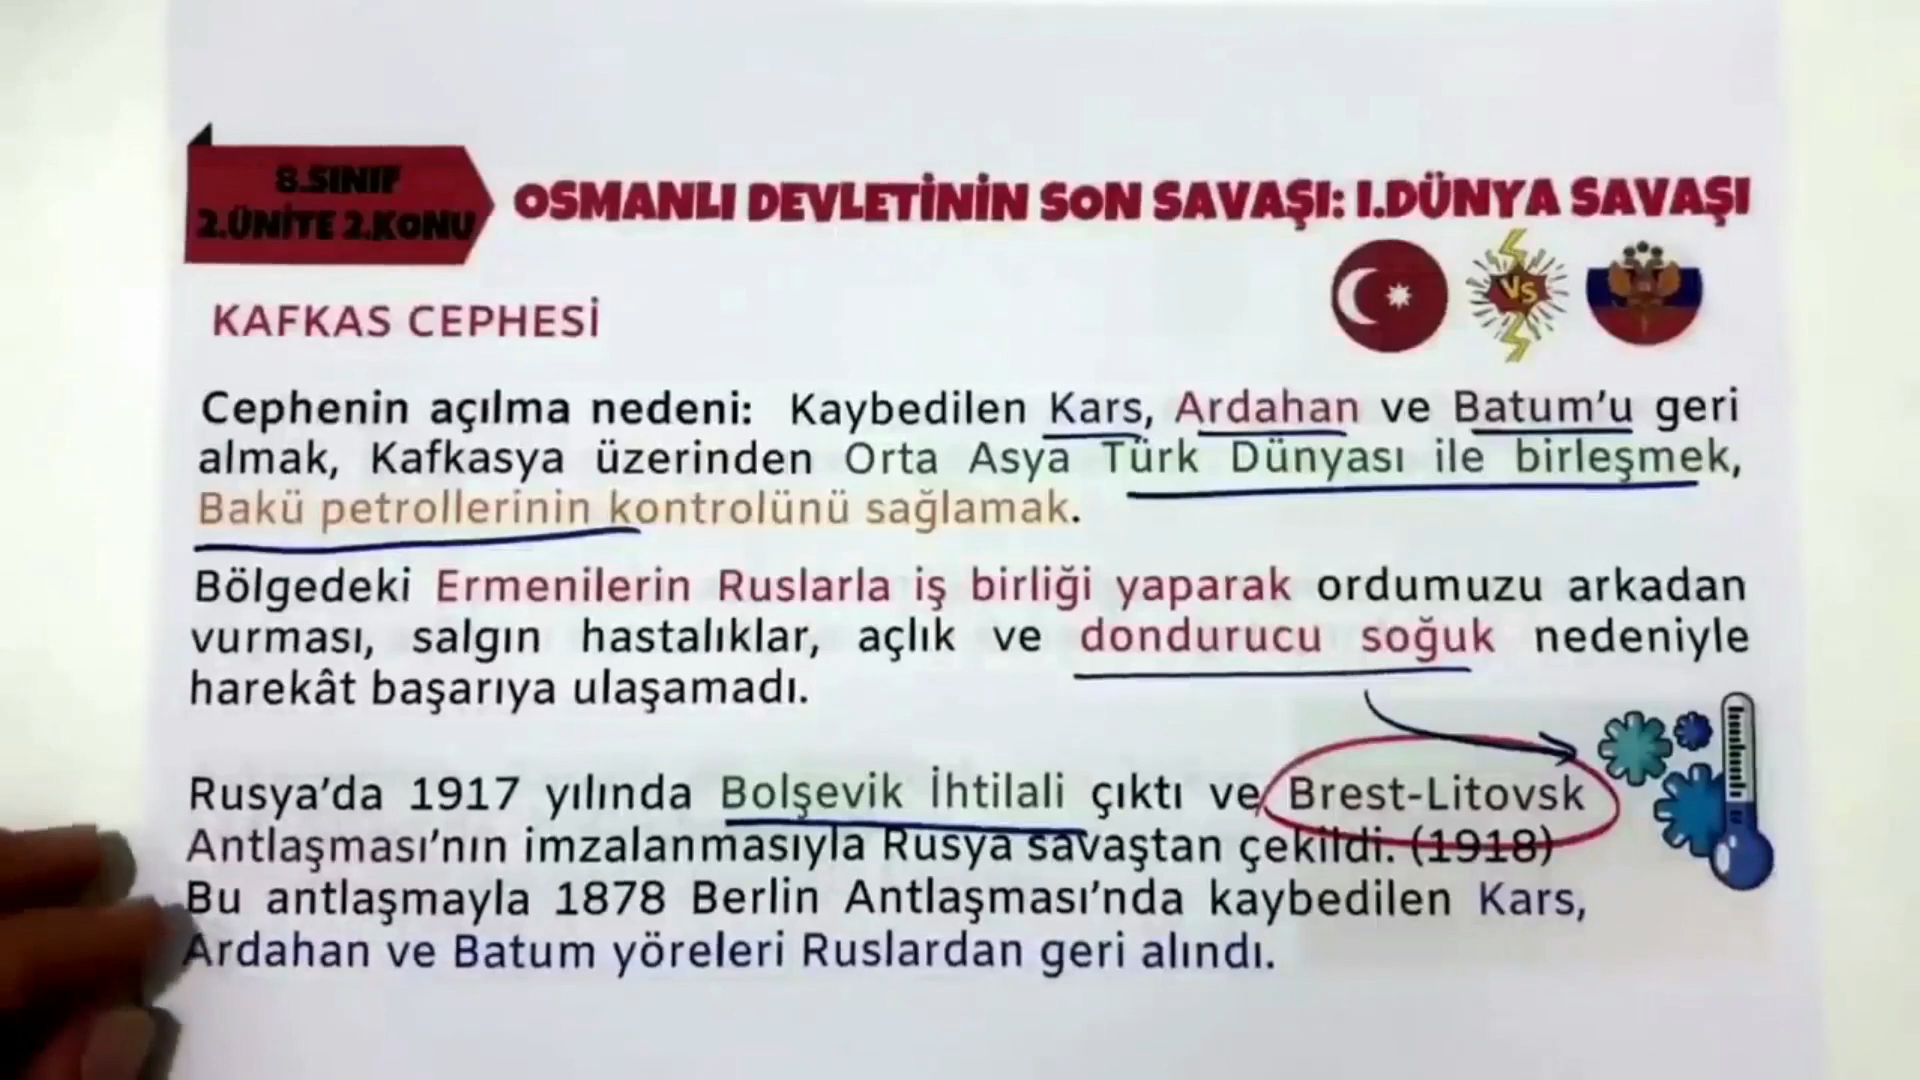 8.SINIF
2.ÜNİTE 2.KONU
OSMANLI DEVLETİNİN SON SAVAŞI: I.DÜNYA SAVAŞI
VS
KAFKAS CEPHESİ
Cephenin açılma nedeni: Kaybedilen Kars, Ardahan ve Batum'u geri
almak, Kafkasya üzerinden Orta Asya Türk Dünyası ile birleşmek,
Bakü petrollerinin kontrolünü sağlamak.
Bölgedeki Ermenilerin Ruslarla iş birliği yaparak ordumuzu arkadan
vurması, salgın hastalıklar, açlık ve dondurucu soğuk nedeniyle
harekât başarıya ulaşamadı.
Rusya'da 1917 yılında Bolşevik İhtilali çıktı ve Brest-Litovsk
Antlaşması'nın imzalanmasıyla Rusya savaştan çekildi. (1918)
Bu antlaşmayla 1878 Berlin Antlaşması'nda kaybedilen Kars,
Ardahan ve Batum yöreleri Ruslardan geri alındı.